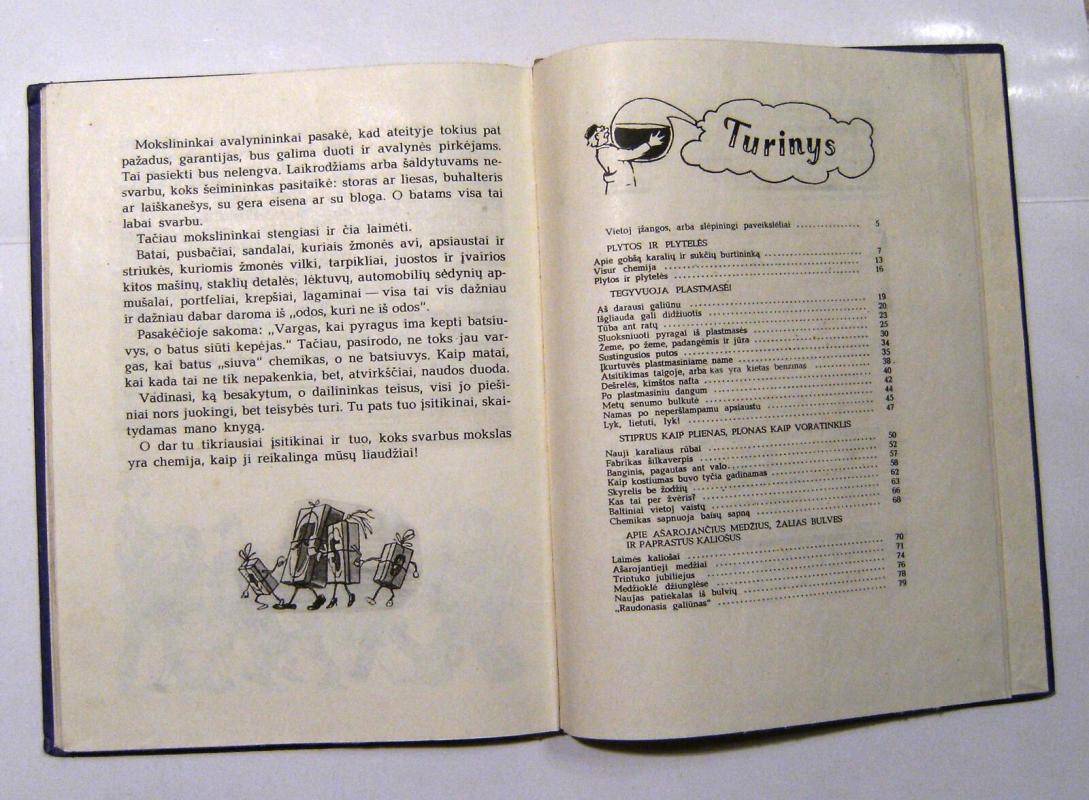 Mokslininkai avalynininkai pasakė, kad ateityje tokius pat
pažadus, garantijas, bus galima duoti ir avalynės pirkėjams.
Tai pasiekti bus nelengva. Laikrodžiams arba šaldytuvams ne-
svarbu, koks šeimininkas pasitaikė: storas ar liesas, buhalteris
ar laiškanešys, su gera eisena ar su bloga. O batams visa tai
labai svarbu.
Tačiau mokslininkai stengiasi ir čia laimėti.
Batai, pusbačiai, sandalai, kuriais žmonės avi, apsiaustai ir
striukės, kuriomis žmonės vilki, tarpikliai, juostos ir įvairios
kitos mašinų, staklių detalės, lėktuvų, automobilių sėdynių ap-
mušalai, portfeliai, krepšiai, lagaminai — visa tai vis dažniau
ir dažniau dabar daroma iš „odos, kuri ne iš odos".
Pasakėčioje sakoma: „Vargas, kai pyragus ima kepti batsiu-
vys, o batus siūti kepėjas." Tačiau, pasirodo, ne toks jau var-
gas, kai batus „siuva" chemikas, o ne batsiuvys. Kaip matai,
kai kada tai ne tik nepakenkia, bet, atvirkščiai, naudos duoda.
Vadinasi, ką besakytum, o dailininkas teisus, visi jo pieši-
niai nors juokingi, bet teisybės turi. Tu pats tuo įsitikinai, skai-
tydamas mano knygą.
O dar tu tikriausiai įsitikinai ir tuo, koks svarbus mokslas
yra chemija, kaip ji reikalinga mūsų liaudžiai!
Turinys
Vietoj įžangos, arba slėpiningi paveikslėliai 5
PLYTOS IR PLYTELĖS
Apie gobšą karalių ir sukčių burtininką 7
Visur chemija 13
Plytos ir plytelės 16
TEGYVUOJA PLASTMASĖ!
Aš darausi galiūnu 19
Išgliauda gali didžiuotis 20
Tūba ant ratų 23
Sluoksniuoti pyragai iš plastmasės 25
Žeme, po žeme, padangėmis ir jūra 30
Sustingusios putos 34
Įkurtuvės plastmasiniame name 35
Atsitikimas taigoje, arba kas yra kietas benzinas 38
Dešrelės, kimštos nafta 40
Po plastmasiniu dangum 42
Metų senumo bulkutė 44
Namas po neperšlampamu apsiaustu 45
Lyk, lietuti, lyk! 47
STIPRUS KAIP PLIENAS, PLONAS KAIP VORATINKLIS
Nauji karaliaus rūbai 50
Fabrikas šilkaverpis 52
Banginis, pagautas ant valo 57
Kaip kostiumas buvo tyčia gadinamas 58
Skyrelis be žodžių 62
Kas tai per žvėris? 63
Baltiniai vietoj vaistų 66
Chemikas sapnuoja baisų sapną 68
APIE AŠAROJANČIUS MEDŽIUS, ŽALIAS BULVES
IR PAPRASTUS KALIOŠUS
Laimės kaliošai 70
Ašarojantieji medžiai 71
Trintuko jubiliejus 74
Medžioklė džiunglėse 76
Naujas patiekalas iš bulvių 78
„Raudonasis galiūnas" 79